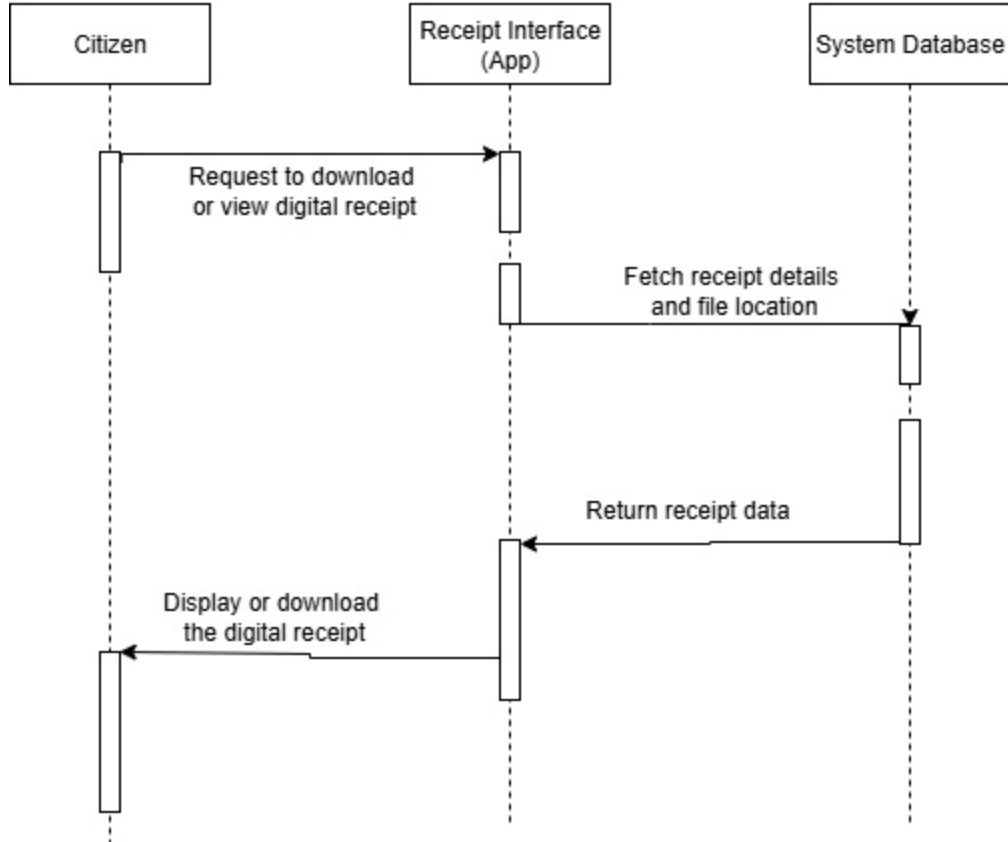 Citizen
Receipt Interface
(App)
System Database
Request to download
or view digital receipt
Fetch receipt details
and file location
Return receipt data
Display or download
the digital receipt